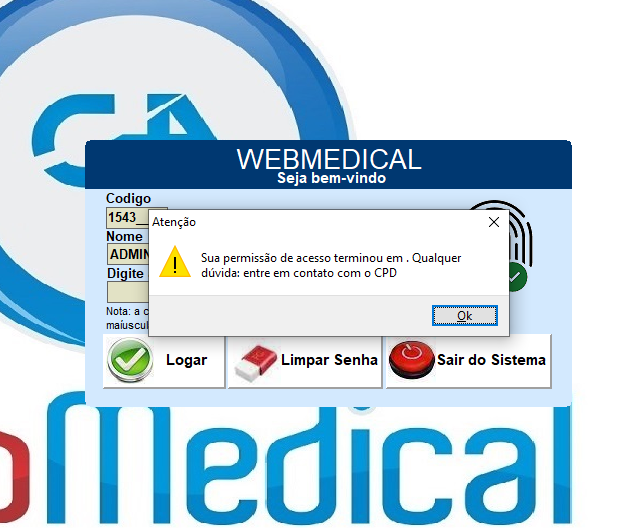 WEBMEDICAL
Seja bem-vindo
Codigo
1543__
Nome
ADMIN
Digite
Nota: a c
maiuscul
Atenção
Sua permissão de acesso terminou em . Qualquer
dúvida: entre em contato com o CPD
Ok
Logar
Limpar Senha
Sair do Sistema
Medical